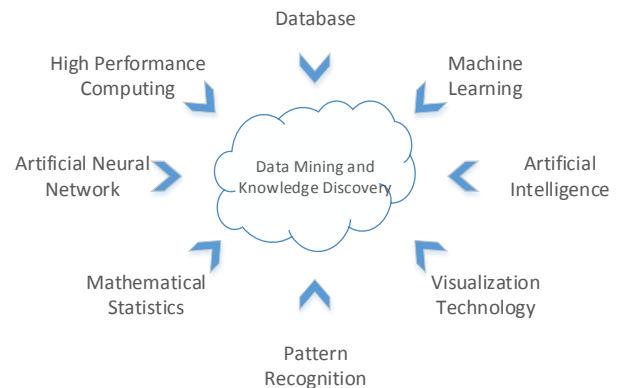 Database
High Performance
Computing
Machine
Learning
Artificial Neural
Network
Data Mining and
Knowledge Discovery
Artificial
Intelligence
Mathematical
Statistics
Visualization
Technology
Pattern
Recognition